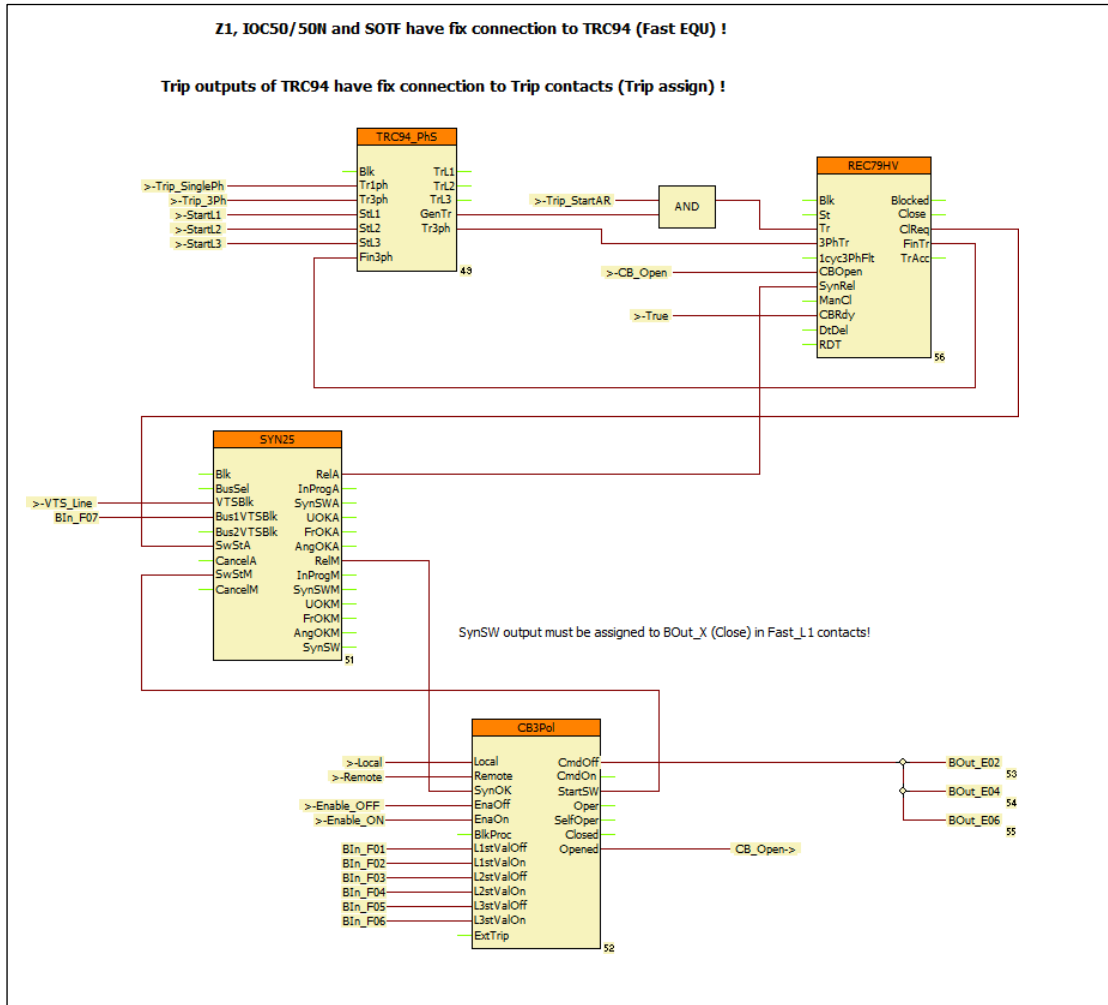 Z1, IOC50/50N and SOTF have fix connection to TRC94 (Fast EQU) !
Trip outputs of TRC94 have fix connection to Trip contacts (Trip assign) !
TRC94_PhS
Blk TrL1
>-Trip_SinglePh Tr1ph TrL2
>-Trip_3Ph Tr3ph TrL3
>-StartL1 StL1 GenTr
>-StartL2 StL2 Tr3ph
>-StartL3 StL3
Fin3ph
49
>-Trip_StartAR
AND
REC79HV
Blk Blocked
St Close
Tr ClReq
3PhTr FinTr
1cyc3PhFlt TrAcc
>-CB_Open CBOpen
SynRel
ManCl
>-True CBRdy
DtDel
RDT
56
SYN25
Blk RelA
BusSel InProgA
>-VTS_Line VTSBlk SynSWA
BIn_F07 Bus1VTSBlk UOKA
Bus2VTSBlk FrOKA
SwStA AngOKA
CancelA RelM
SwStM InProgM
CancelM SynSWM
UOKM
FrOKM
AngOKM
SynSW
51
SynSW output must be assigned to BOut_X (Close) in Fast_L1 contacts!
CB3Pol
>-Local Local CmdOff
>-Remote Remote CmdOn
SynOK StartSW
>-Enable_OFF EnaOff Oper
>-Enable_ON EnaOn SelfOper
BlkProc Closed
BIn_F01 L1stValOff Opened CB_Open->
BIn_F02 L1stValOn
BIn_F03 L2stValOff
BIn_F04 L2stValOn
BIn_F05 L3stValOff
BIn_F06 L3stValOn
ExtTrip
52
BOut_E02
53
BOut_E04
54
BOut_E06
55